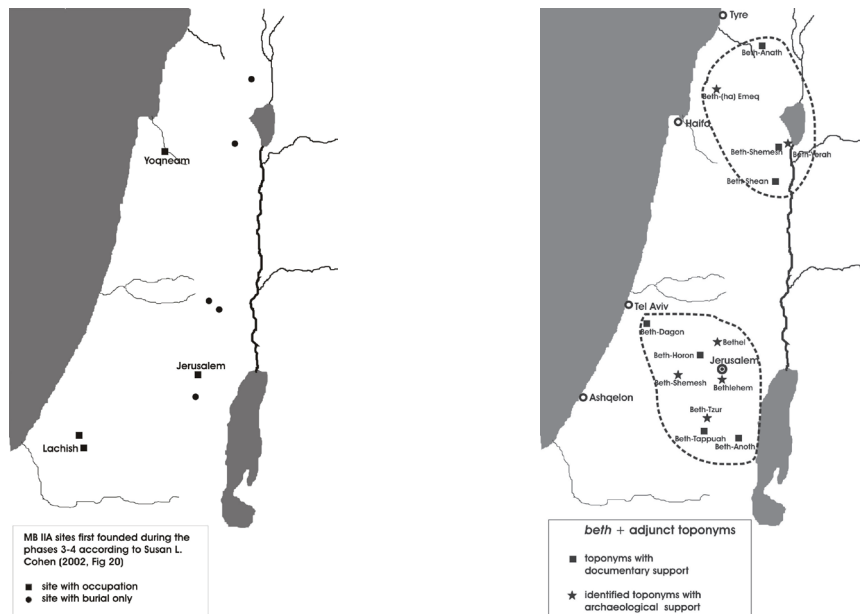 Yoqneam
Jerusalem
Lachish
MB IIA sites first founded during the
phases 3-4 according to Susan L.
Cohen (2002, Fig 20)
site with occupation
site with burial only
Tyre
Beth-Anath
Beth-(ha) Emeq
Haifa
Beth-Shemesh
Beth-Yerah
Beth-Shean
Tel Aviv
Beth-Dagon
Bethel
Beth-Horon
Jerusalem
Beth-Shemesh
Bethlehem
Ashqelon
Beth-Tzur
Beth-Tappuah
Beth-Anoth
beth + adjunct toponyms
toponyms with
documentary support
identified toponyms with
archaeological support